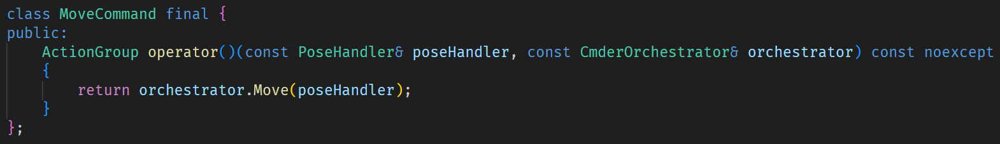 class MoveCommand final {
public:
    ActionGroup operator()(const PoseHandler& poseHandler, const CmderOrchestrator& orchestrator) const noexcept
    {
        return orchestrator.Move(poseHandler);
    }
};